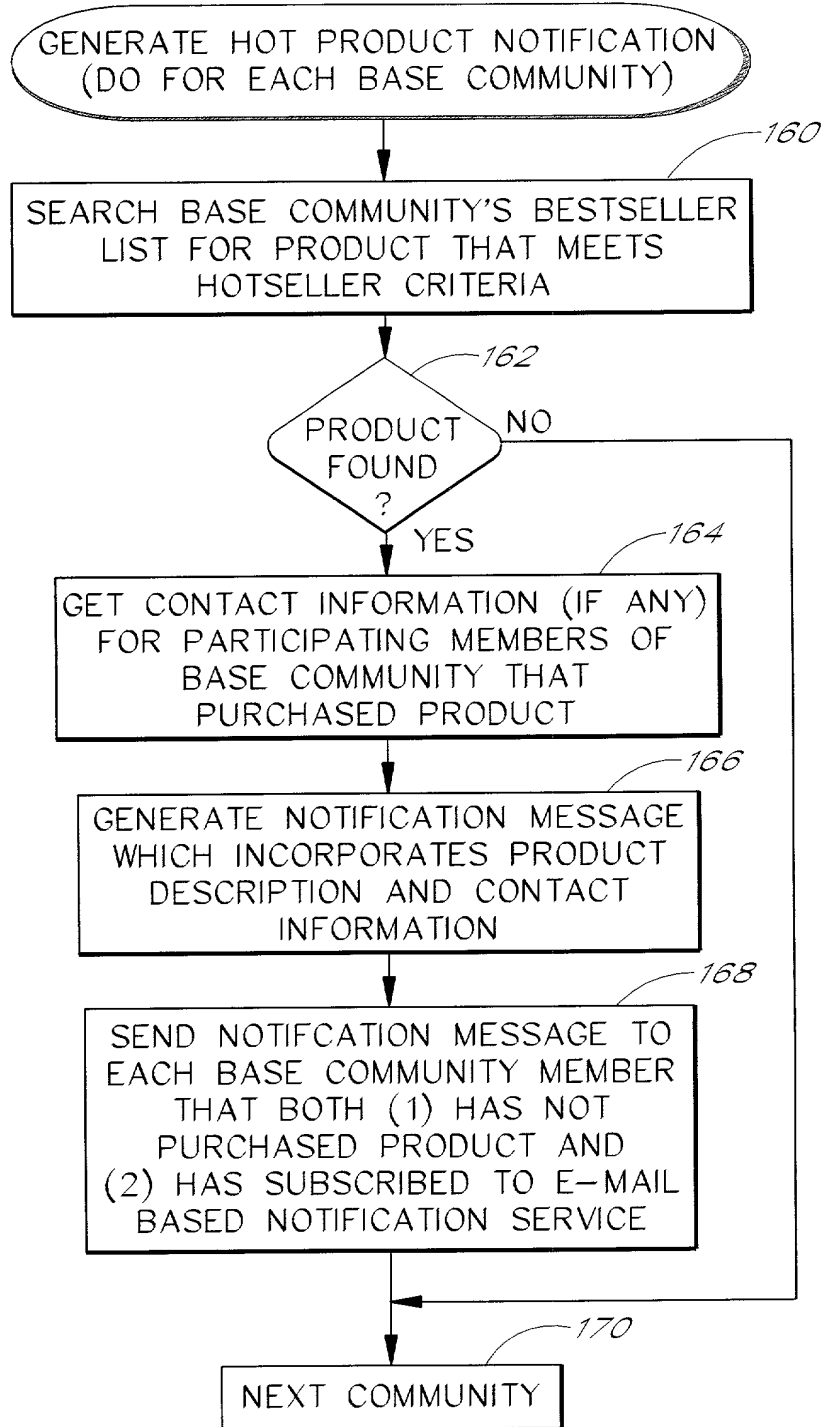 GENERATE HOT PRODUCT NOTIFICATION
(DO FOR EACH BASE COMMUNITY)
160
SEARCH BASE COMMUNITY'S BESTSELLER
LIST FOR PRODUCT THAT MEETS
HOTSELLER CRITERIA
162
PRODUCT
FOUND
?
NO
YES
164
GET CONTACT INFORMATION (IF ANY)
FOR PARTICIPATING MEMBERS OF
BASE COMMUNITY THAT
PURCHASED PRODUCT
166
GENERATE NOTIFICATION MESSAGE
WHICH INCORPORATES PRODUCT
DESCRIPTION AND CONTACT
INFORMATION
168
SEND NOTIFCATION MESSAGE TO
EACH BASE COMMUNITY MEMBER
THAT BOTH (1) HAS NOT
PURCHASED PRODUCT AND
(2) HAS SUBSCRIBED TO E-MAIL
BASED NOTIFICATION SERVICE
170
NEXT COMMUNITY